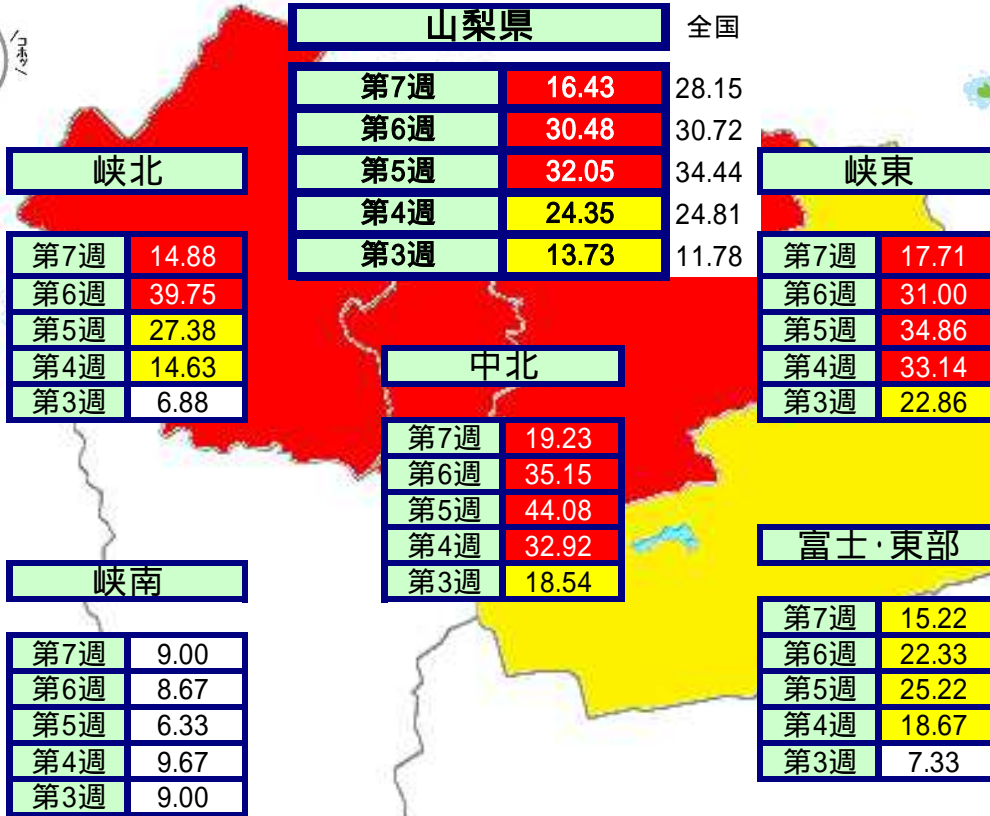 /コホッ/
山梨県 全国
第7週 16.43 28.15
第6週 30.48 30.72
第5週 32.05 34.44
第4週 24.35 24.81
第3週 13.73 11.78
峡北
第7週 14.88
第6週 39.75
第5週 27.38
第4週 14.63
第3週 6.88
峡東
第7週 17.71
第6週 31.00
第5週 34.86
第4週 33.14
第3週 22.86
中北
第7週 19.23
第6週 35.15
第5週 44.08
第4週 32.92
第3週 18.54
峡南
第7週 9.00
第6週 8.67
第5週 6.33
第4週 9.67
第3週 9.00
富士・東部
第7週 15.22
第6週 22.33
第5週 25.22
第4週 18.67
第3週 7.33